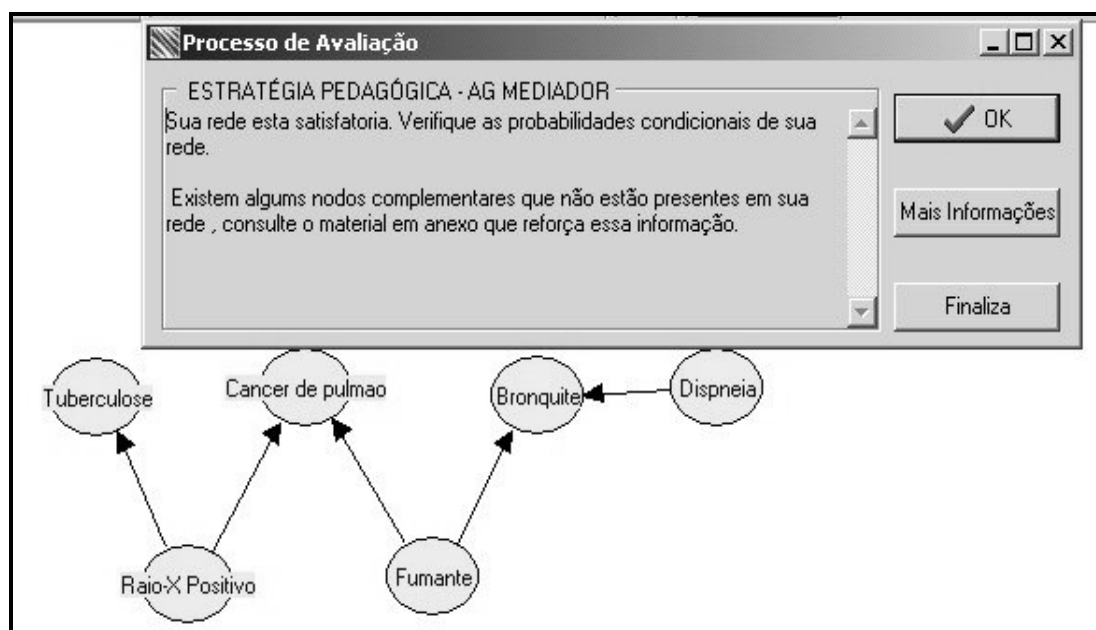 Processo de Avaliação
ESTRATÉGIA PEDAGÓGICA - AG MEDIADOR
Sua rede esta satisfatoria. Verifique as probabilidades condicionais de sua
rede.
Existem algums nodos complementares que não estão presentes em sua
rede , consulte o material em anexo que reforça essa informação.
OK
Mais Informações
Finaliza
Tuberculose
Cancer de pulmao
Bronquite
Dispneia
Raio-X Positivo
Fumante